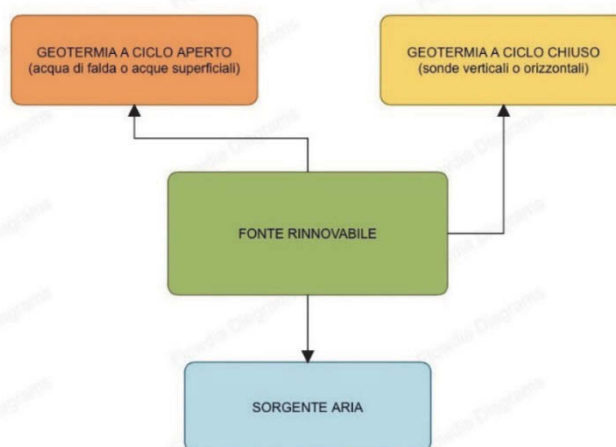 GEOTERMIA A CICLO APERTO
(acqua di falda o acque superficiali)
GEOTERMIA A CICLO CHIUSO
(sonde verticali o orizzontali)
FONTE RINNOVABILE
SORGENTE ARIA